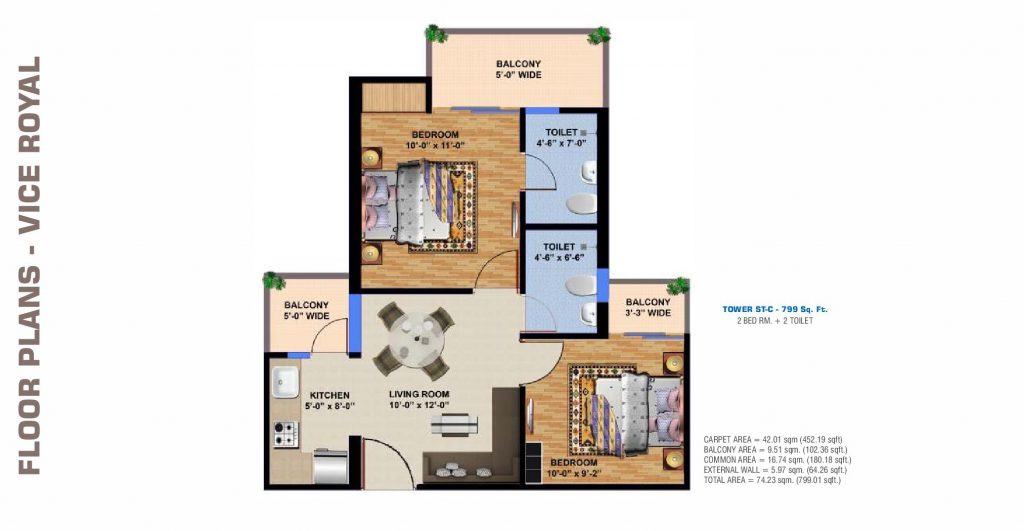 FLOOR PLANS - VICE ROYAL
BALCONY
5'-0" WIDE
BEDROOM
10'-0" x 11'-0"
TOILET
4'-6" x 7'-0"
TOILET
4'-6" x 6'-6"
BALCONY
5'-0" WIDE
BALCONY
3'-3" WIDE
KITCHEN
5'-0" x 8'-0"
LIVING ROOM
10'-0" x 12'-0"
BEDROOM
10'-0" x 9'-2"
TOWER ST-C - 799 Sq. Ft.
2 BED RM. + 2 TOILET
CARPET AREA = 42.01 sqm (452.19 sqft)
BALCONY AREA = 9.51 sqm. (102.36 sqft.)
COMMON AREA = 16.74 sqm. (180.18 sqft.)
EXTERNAL WALL = 5.97 sqm. (64.26 sqft.)
TOTAL AREA = 74.23 sqm. (799.01 sqft.)